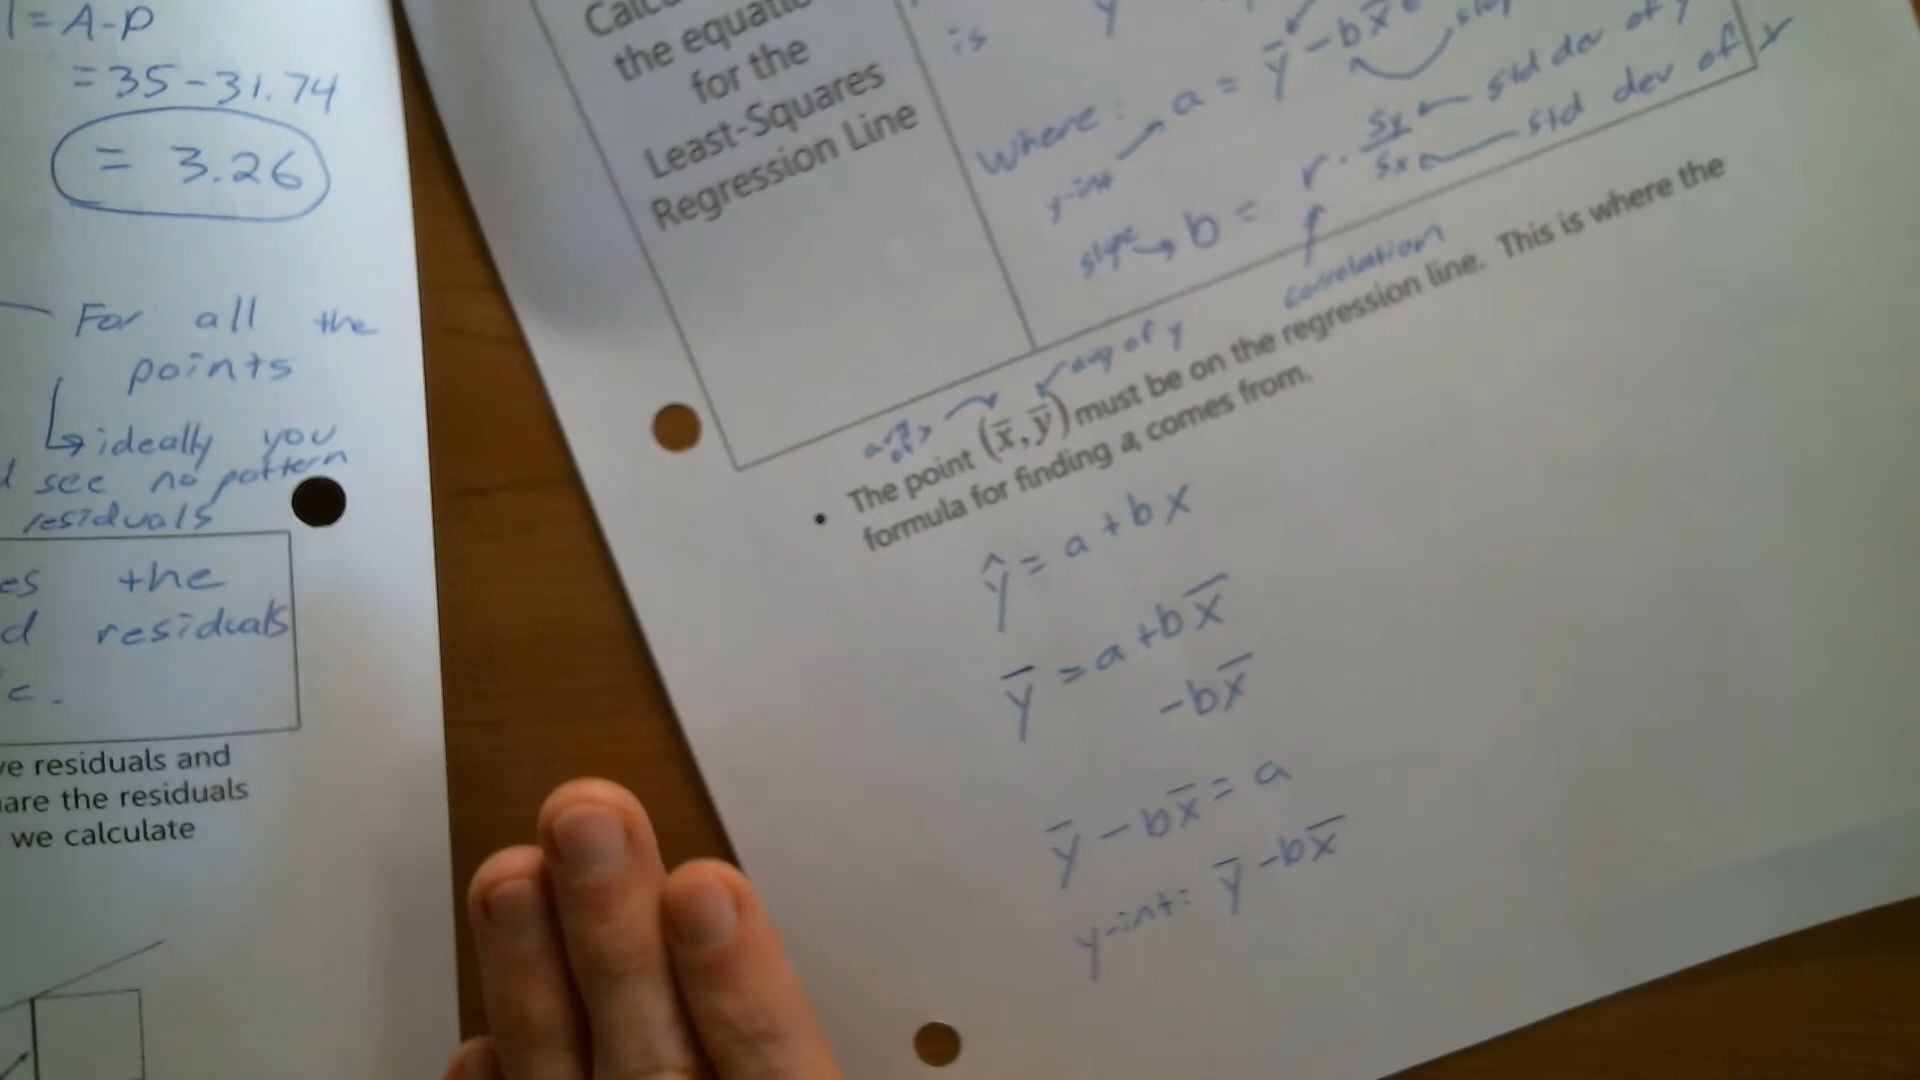 = A-P
= 35 - 31.74
= 3.26
For all the
points
ideally you
see no pattern
residuals
the
residuals
c.
residuals and
the residuals
we calculate
the
for the
Least-Squares
Regression Line
is y
Where: a = ȳ - bx̄
y-int
slope → b = r · sy/sx
std dev of y
std dev of x
correlation
avg of x
avg of y
• The point (x̄, ȳ) must be on the regression line. This is where the
formula for finding a comes from.
ŷ = a + bx
ȳ = a + bx̄
-bx̄
ȳ - bx̄ = a
y-int: ȳ - bx̄